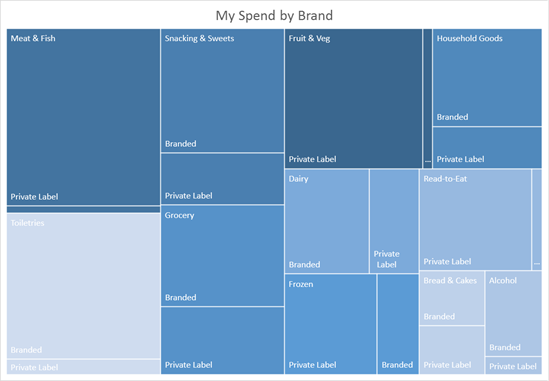 My Spend by Brand
Meat & Fish
Private Label
Toiletries
Branded
Private Label
Snacking & Sweets
Branded
Private Label
Grocery
Branded
Private Label
Fruit & Veg
Private Label
...
Household Goods
Branded
Private Label
Dairy
Branded
Private
Label
Read-to-Eat
Private Label
...
Frozen
Private Label
Branded
Bread & Cakes
Branded
Private Label
Alcohol
Branded
Private Label